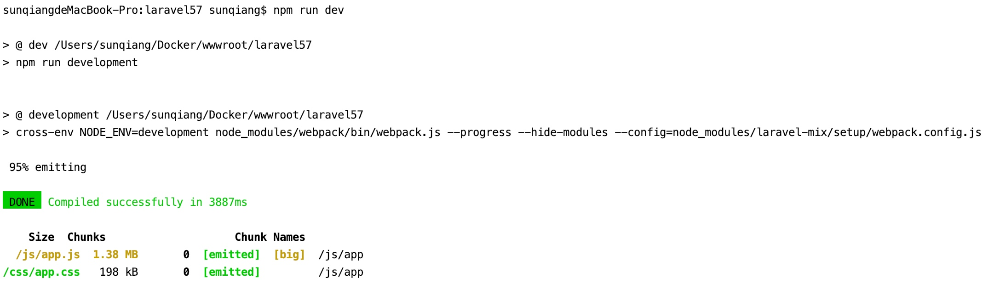 sunqiangdeMacBook-Pro:laravel57 sunqiang$ npm run dev
> @ dev /Users/sunqiang/Docker/wwwroot/laravel57
> npm run development
> @ development /Users/sunqiang/Docker/wwwroot/laravel57
> cross-env NODE_ENV=development node_modules/webpack/bin/webpack.js --progress --hide-modules --config=node_modules/laravel-mix/setup/webpack.config.js
95% emitting
DONE Compiled successfully in 3887ms
Size Chunks Chunk Names
/js/app.js 1.38 MB 0 [emitted] [big] /js/app
/css/app.css 198 kB 0 [emitted] /js/app